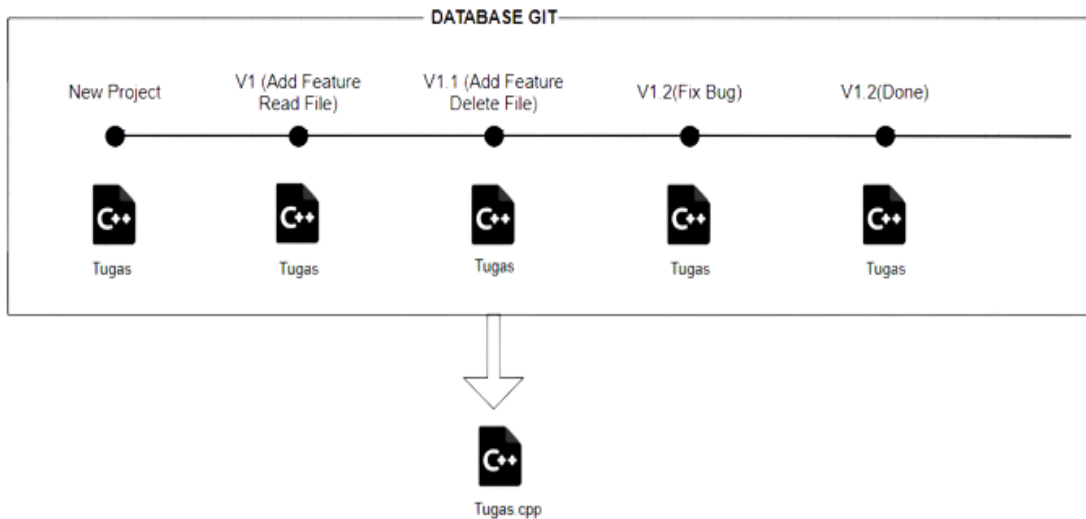 DATABASE GIT
New Project
V1 (Add Feature
Read File)
V1.1 (Add Feature
Delete File)
V1.2(Fix Bug)
V1.2(Done)
C++
C++
C++
C++
C++
Tugas
Tugas
Tugas
Tugas
Tugas
C++
Tugas.cpp